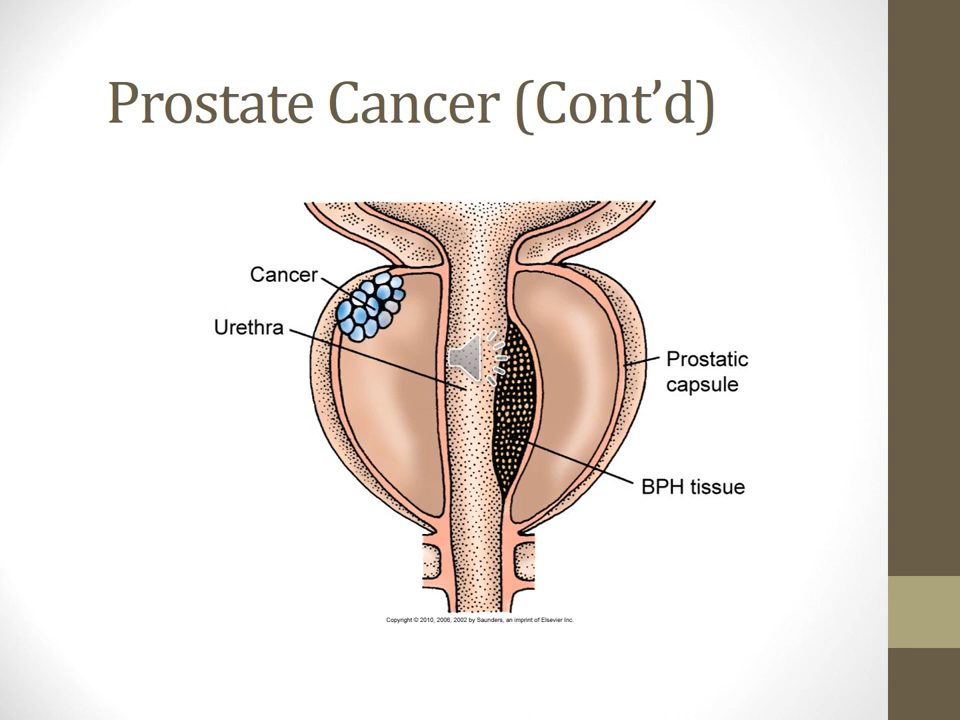 Prostate Cancer (Cont’d)
Cancer
Urethra
Prostatic
capsule
BPH tissue
Copyright © 2010, 2006, 2002 by Saunders, an imprint of Elsevier Inc.